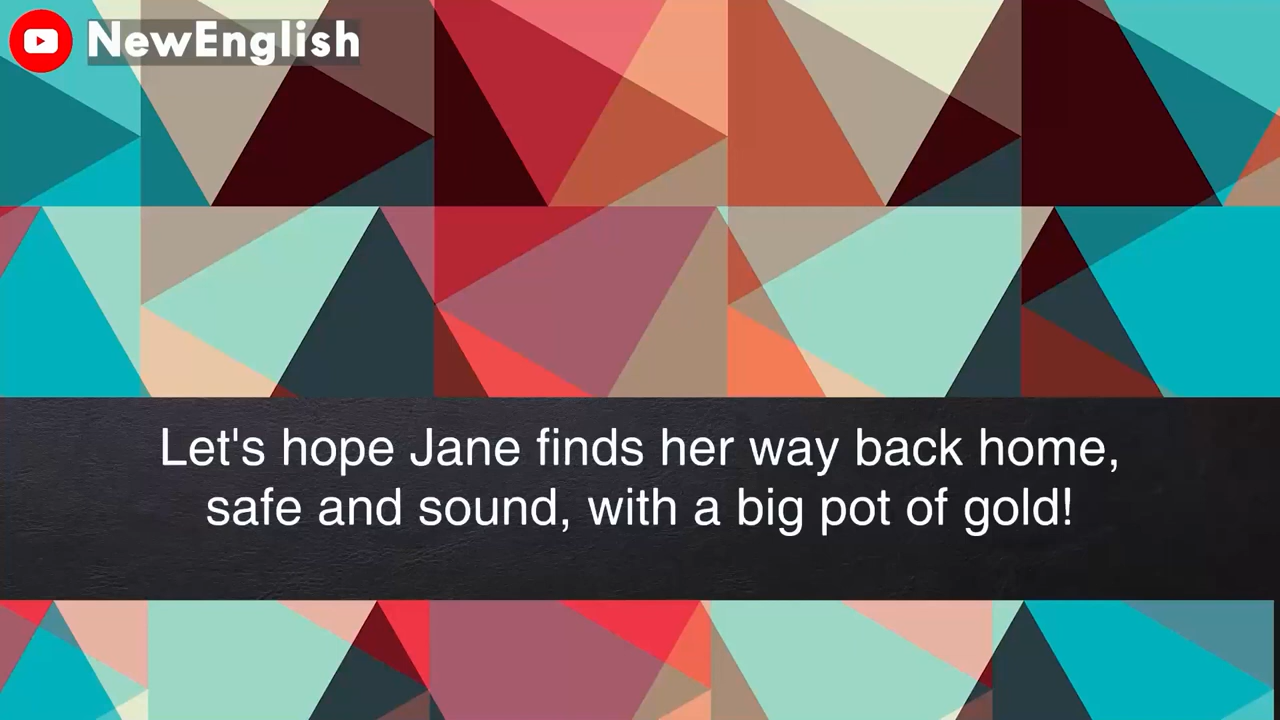 NewEnglish
Let's hope Jane finds her way back home,
safe and sound, with a big pot of gold!